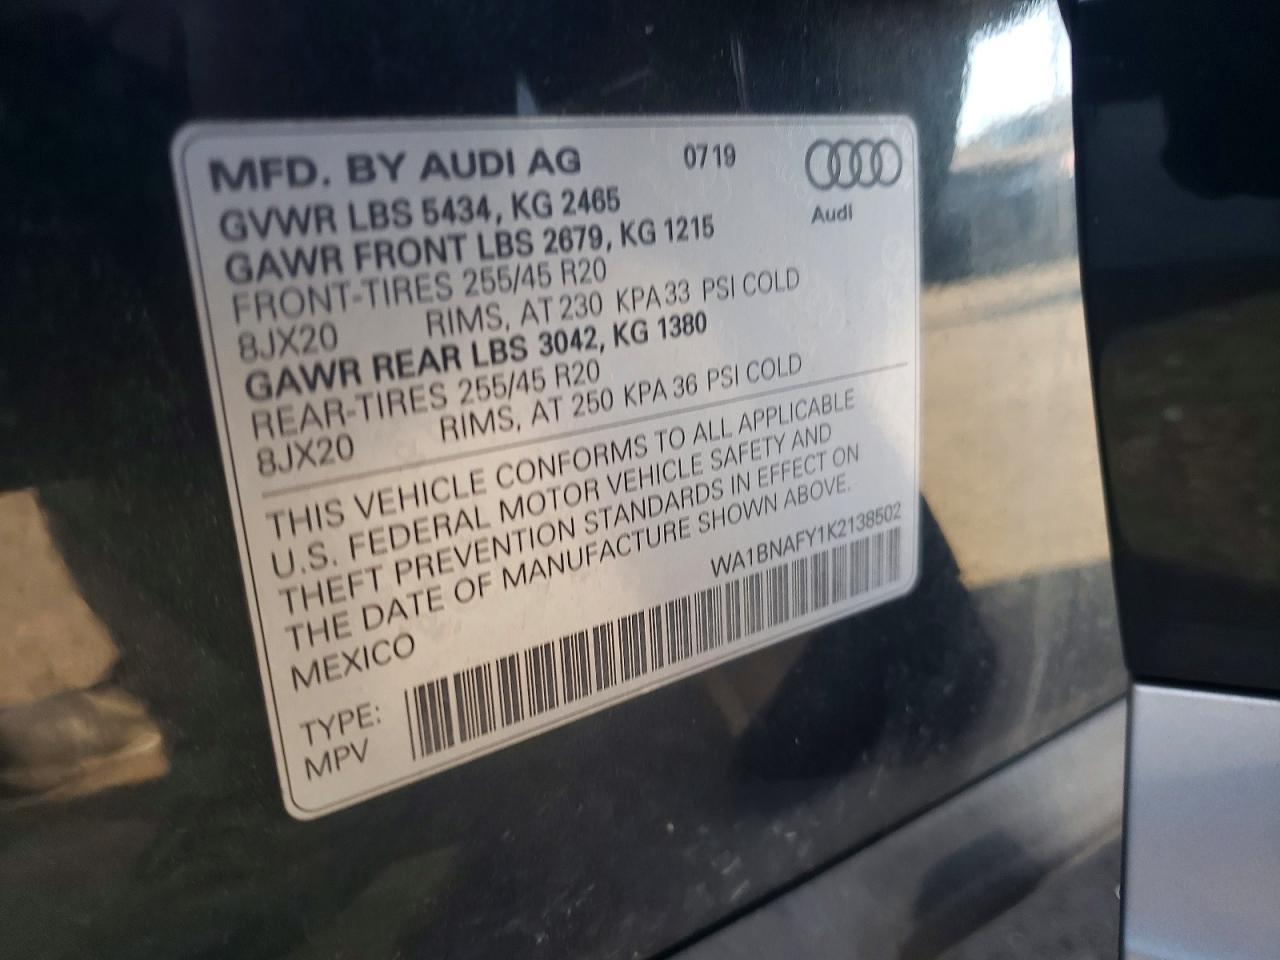 MFD. BY AUDI AG 0719
GVWR LBS 5434, KG 2465
Audi
GAWR FRONT LBS 2679, KG 1215
FRONT-TIRES 255/45 R20
8JX20 RIMS, AT 230 KPA 33 PSI COLD
GAWR REAR LBS 3042, KG 1380
REAR-TIRES 255/45 R20
8JX20 RIMS, AT 250 KPA 36 PSI COLD
THIS VEHICLE CONFORMS TO ALL APPLICABLE
U.S. FEDERAL MOTOR VEHICLE SAFETY AND
THEFT PREVENTION STANDARDS IN EFFECT ON
THE DATE OF MANUFACTURE SHOWN ABOVE.
MEXICO
WA1BNAFY1K2138502
TYPE:
MPV